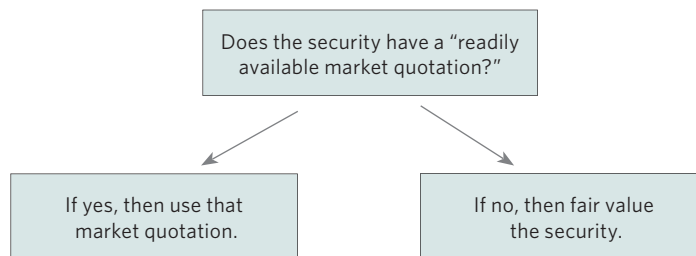 Does the security have a “readily
available market quotation?”
If yes, then use that
market quotation.
If no, then fair value
the security.